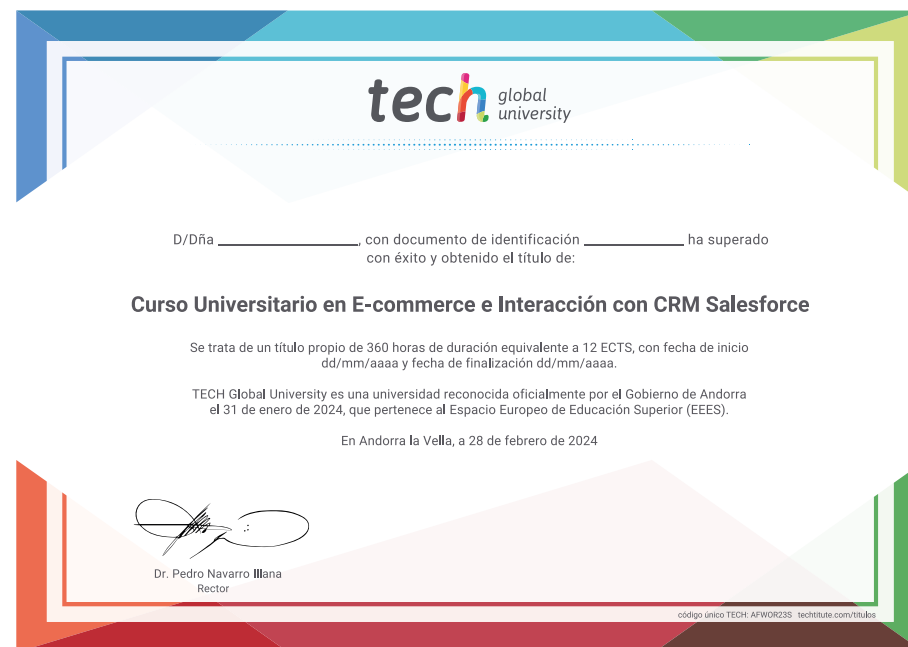 tech global university
D/Dña ____________________, con documento de identificación ______________ ha superado
con éxito y obtenido el título de:
Curso Universitario en E-commerce e Interacción con CRM Salesforce
Se trata de un título propio de 360 horas de duración equivalente a 12 ECTS, con fecha de inicio
dd/mm/aaaa y fecha de finalización dd/mm/aaaa.
TECH Global University es una universidad reconocida oficialmente por el Gobierno de Andorra
el 31 de enero de 2024, que pertenece al Espacio Europeo de Educación Superior (EEES).
En Andorra la Vella, a 28 de febrero de 2024
Dr. Pedro Navarro Illana
Rector
código único TECH: AFWOR23S techtitute.com/titulos